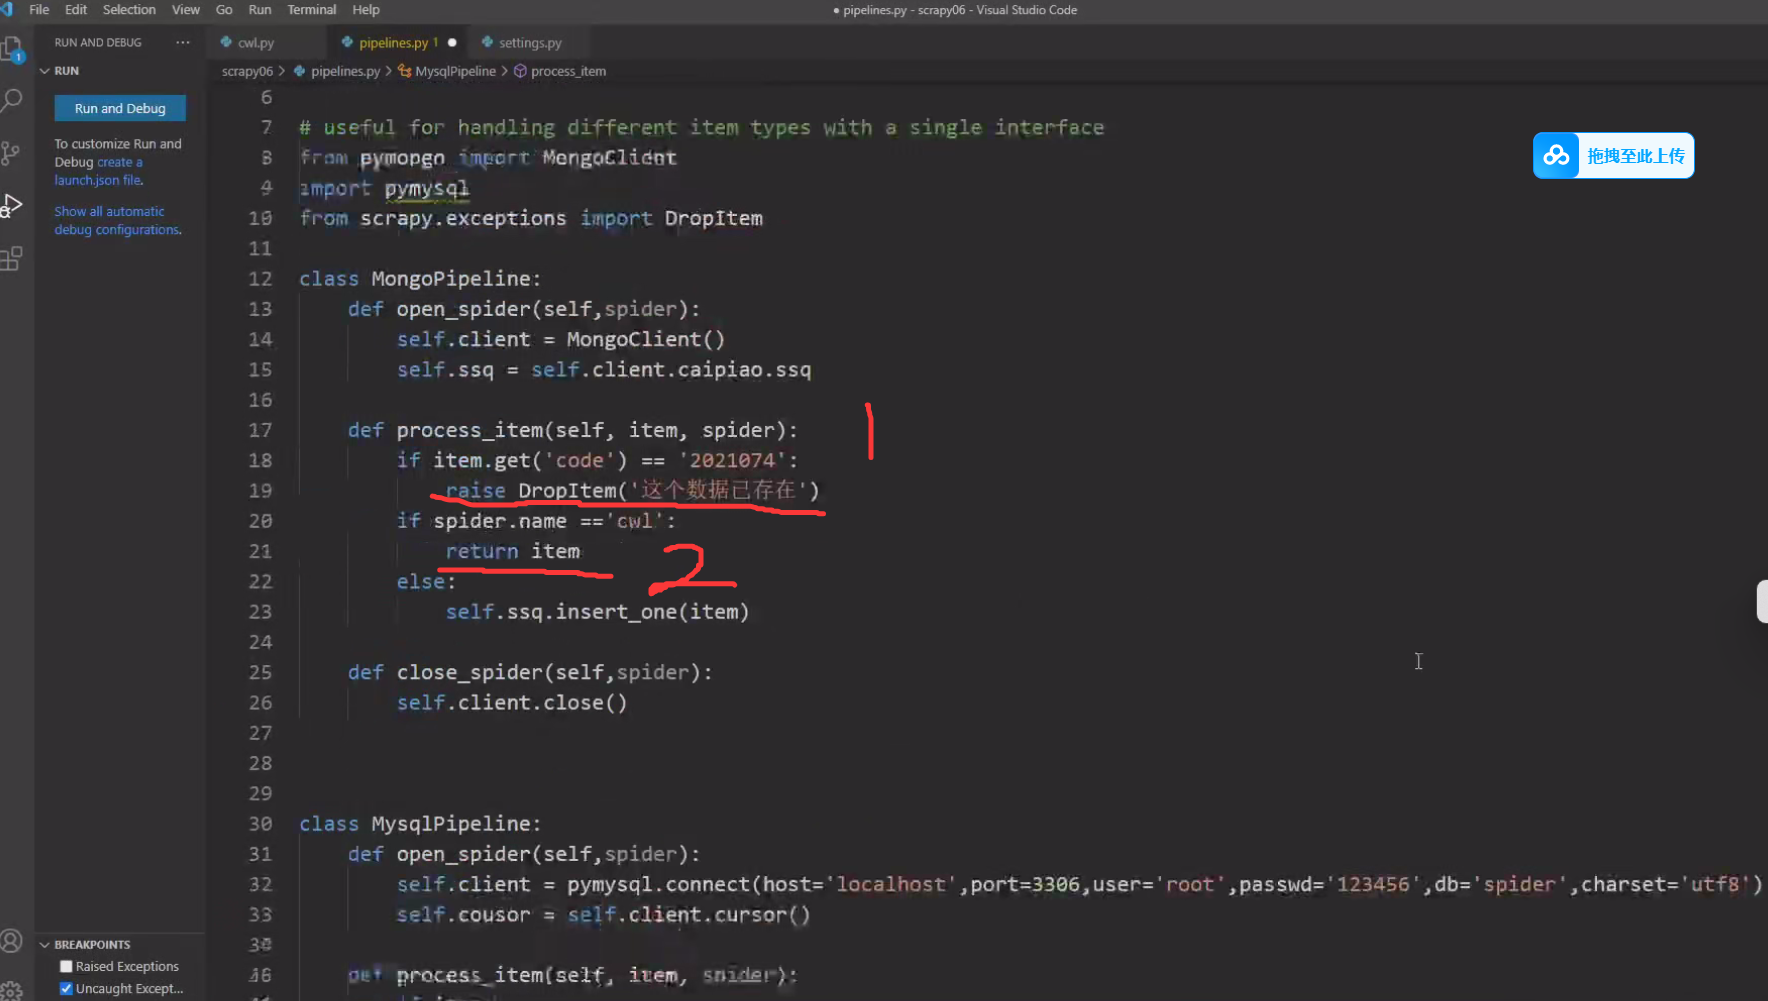 File Edit Selection View Go Run Terminal Help
● pipelines.py - scrapy06 - Visual Studio Code
RUN AND DEBUG ···
cwl.py
pipelines.py 1 ●
settings.py
RUN
scrapy06 > pipelines.py > MysqlPipeline > process_item
Run and Debug
To customize Run and
Debug create a
launch.json file.
Show all automatic
debug configurations.
拖拽至此上传
1
6
7 # useful for handling different item types with a single interface
8 from pymongo import MongoClient
9 import pymysql
10 from scrapy.exceptions import DropItem
11
12 class MongoPipeline:
13 def open_spider(self,spider):
14 self.client = MongoClient()
15 self.ssq = self.client.caipiao.ssq
16
17 def process_item(self, item, spider):
1
18 if item.get('code') == '2021074':
19 raise DropItem('这个数据已存在')
20 if spider.name =='cwl':
21 return item
2
22 else:
23 self.ssq.insert_one(item)
24
25 def close_spider(self,spider):
26 self.client.close()
27
28
29
30 class MysqlPipeline:
31 def open_spider(self,spider):
32 self.client = pymysql.connect(host='localhost',port=3306,user='root',passwd='123456',db='spider',charset='utf8')
33 self.cousor = self.client.cursor()
def process_item(self, item, spider):
BREAKPOINTS
Raised Exceptions
Uncaught Except...